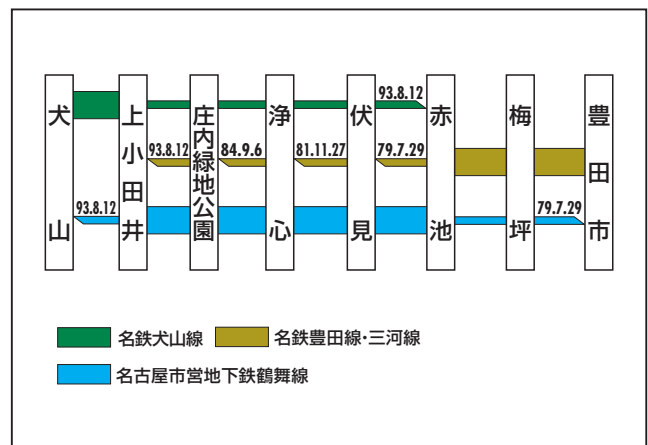 犬山
上小田井
庄内緑地公園
浄心
伏見
赤池
梅坪
豊田市
93.8.12
93.8.12
84.9.6
81.11.27
79.7.29
93.8.12
79.7.29
名鉄犬山線
名鉄豊田線・三河線
名古屋市営地下鉄鶴舞線